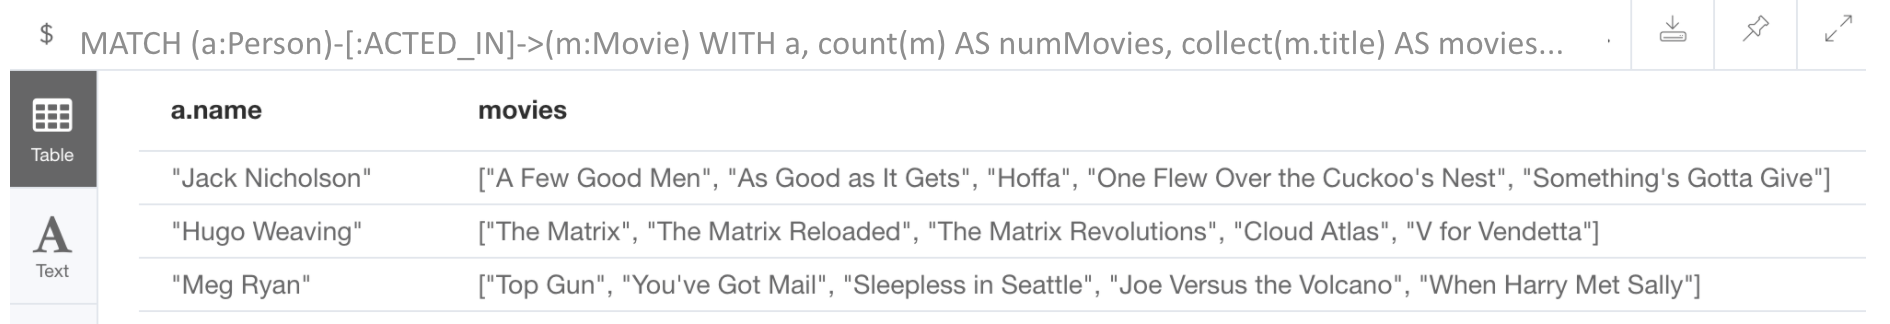 $ MATCH (a:Person)-[:ACTED_IN]->(m:Movie) WITH a, count(m) AS numMovies, collect(m.title) AS movies...
Table
a.name movies
"Jack Nicholson" ["A Few Good Men", "As Good as It Gets", "Hoffa", "One Flew Over the Cuckoo's Nest", "Something's Gotta Give"]
"Hugo Weaving" ["The Matrix", "The Matrix Reloaded", "The Matrix Revolutions", "Cloud Atlas", "V for Vendetta"]
"Meg Ryan" ["Top Gun", "You've Got Mail", "Sleepless in Seattle", "Joe Versus the Volcano", "When Harry Met Sally"]
A
Text